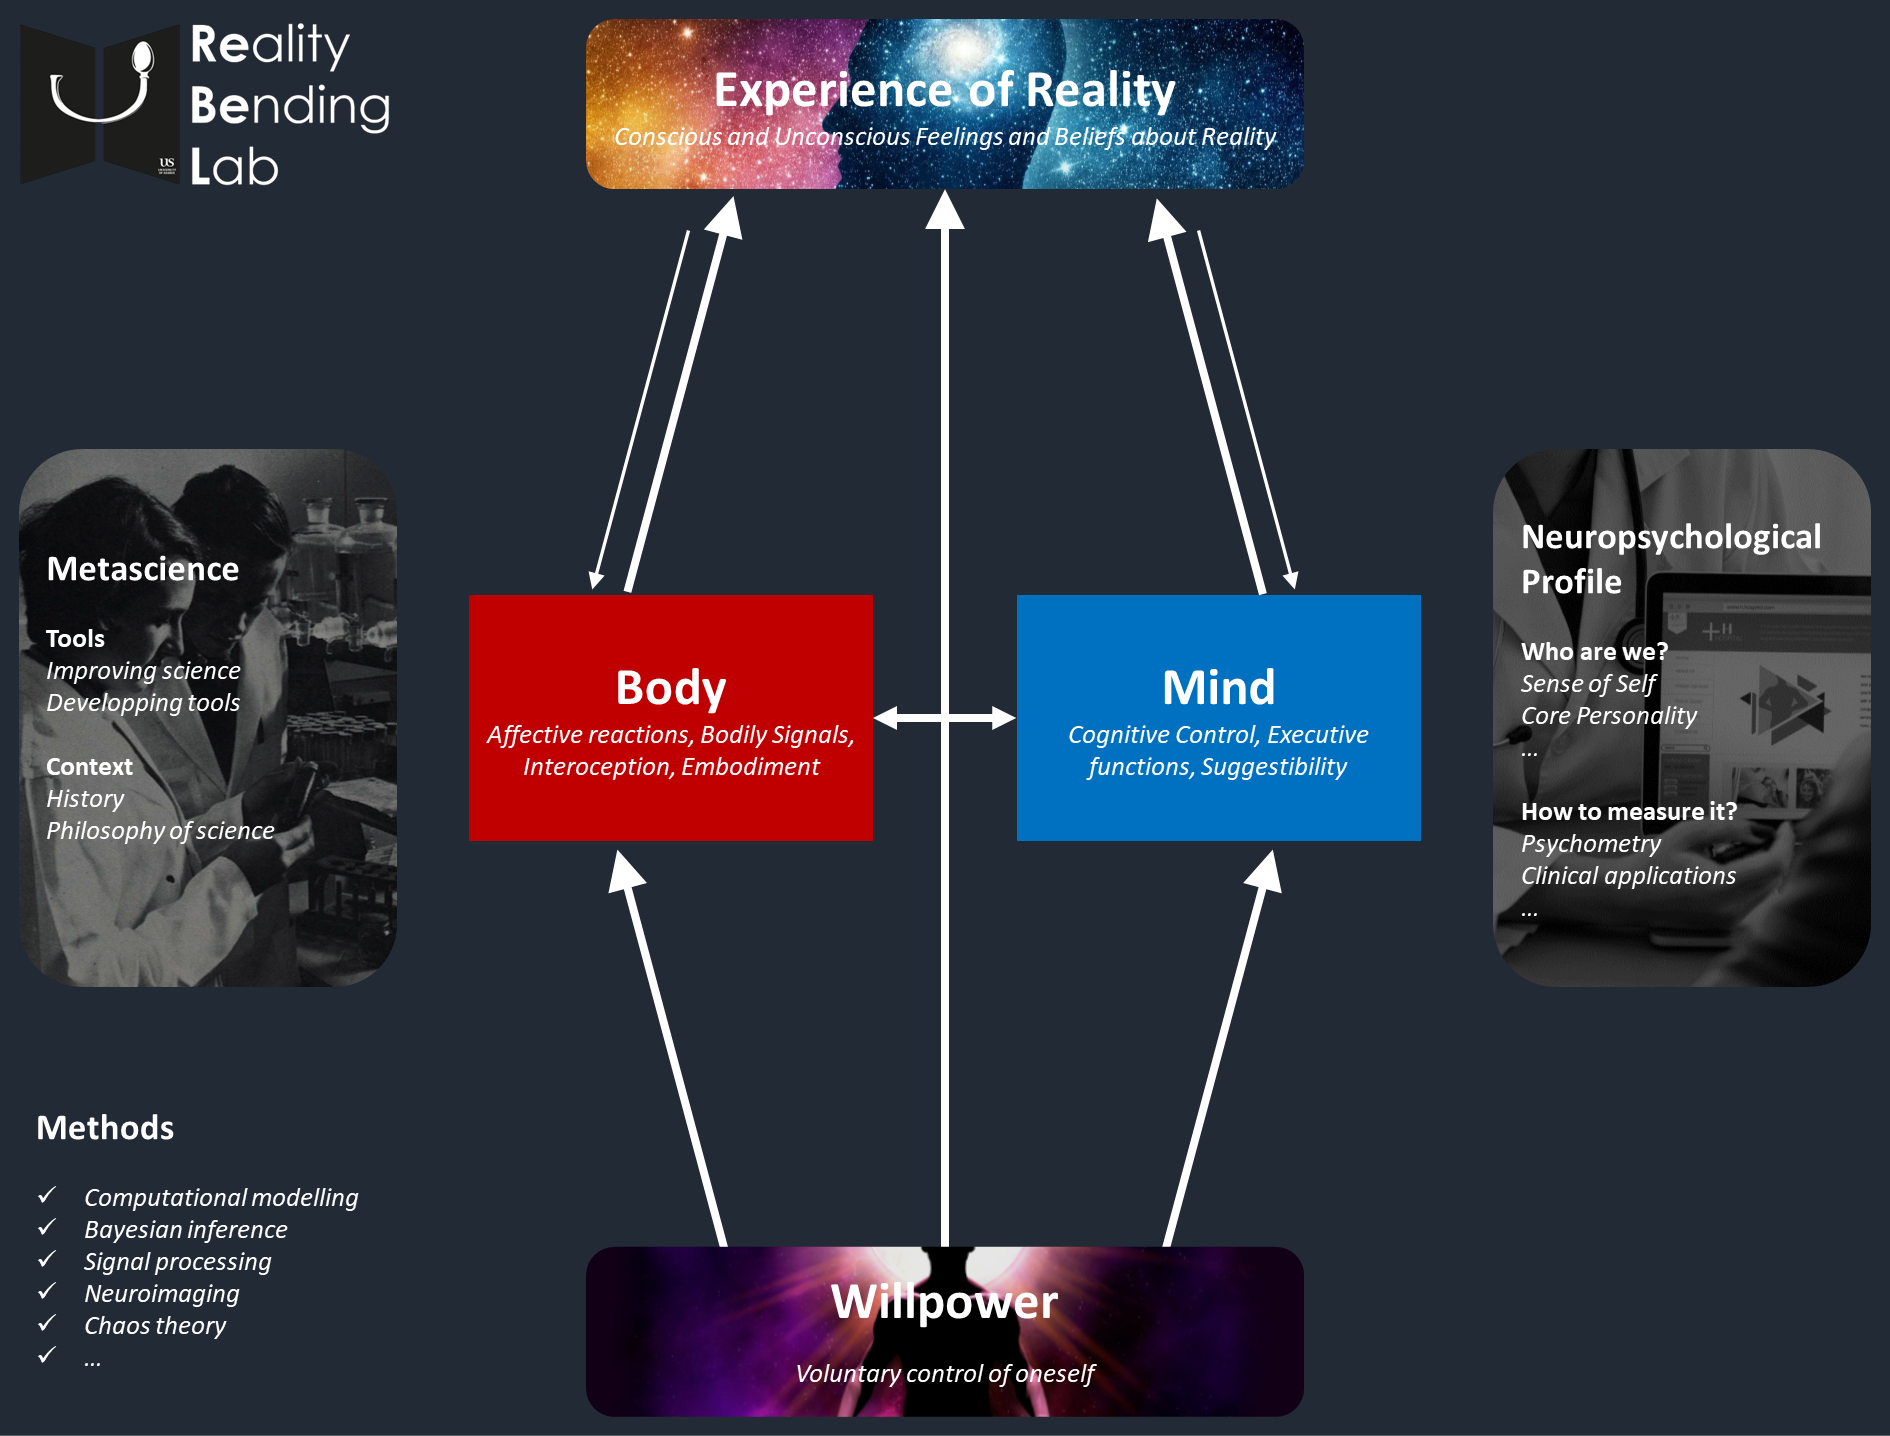 Reality
Bending
Lab
US
Experience of Reality
Conscious and Unconscious Feelings and Beliefs about Reality
Metascience
Tools
Improving science
Developping tools
Context
History
Philosophy of science
Body
Affective reactions, Bodily Signals,
Interoception, Embodiment
Mind
Cognitive Control, Executive
functions, Suggestibility
Neuropsychological
Profile
Who are we?
Sense of Self
Core Personality
...
How to measure it?
Psychometry
Clinical applications
...
Methods
✓ Computational modelling
✓ Bayesian inference
✓ Signal processing
✓ Neuroimaging
✓ Chaos theory
✓ ...
Willpower
Voluntary control of oneself